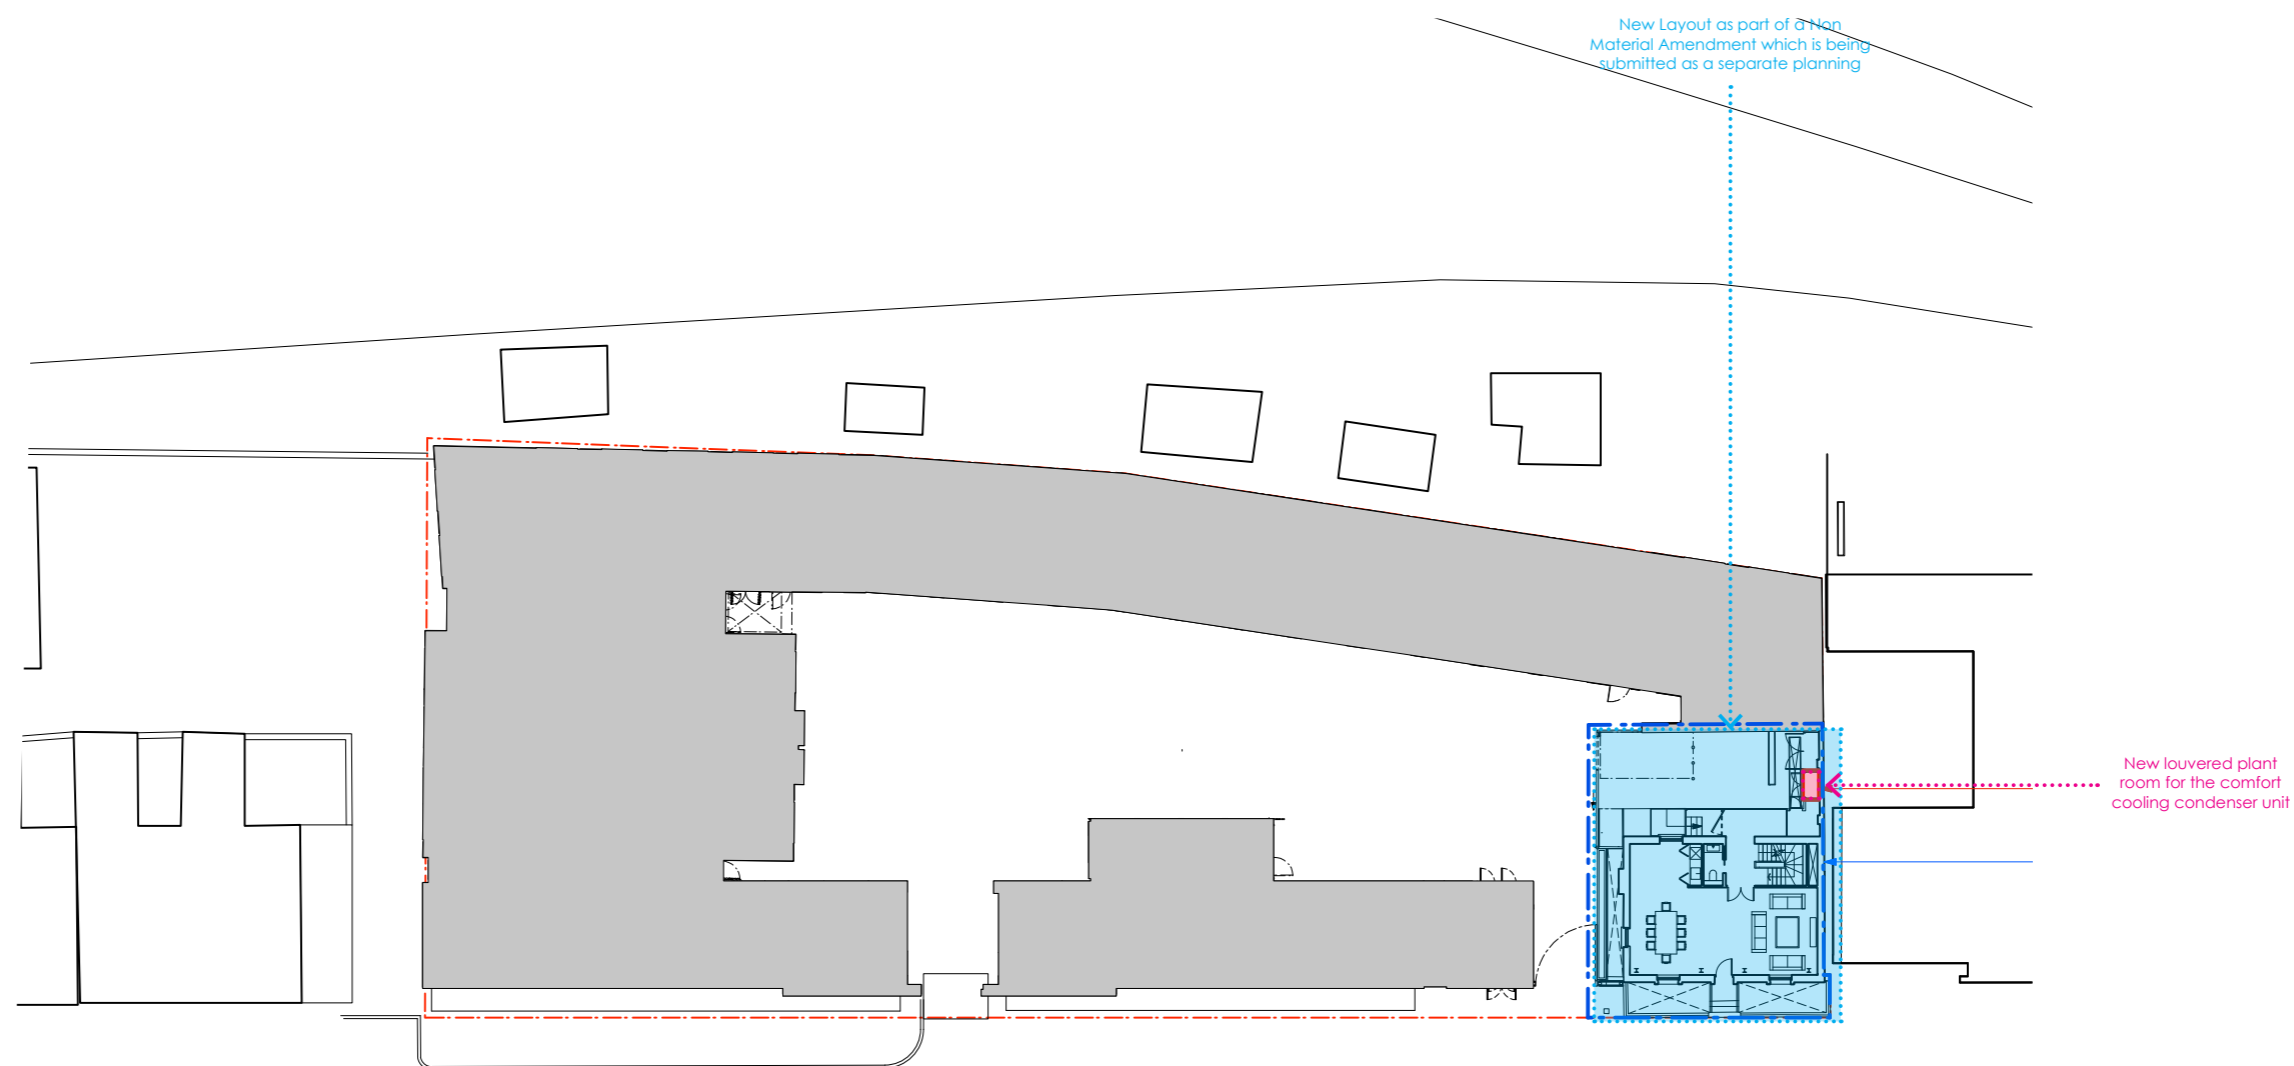 New Layout as part of a Non
Material Amendment which is being
submitted as a separate planning
New louvered plant
room for the comfort
cooling condenser unit